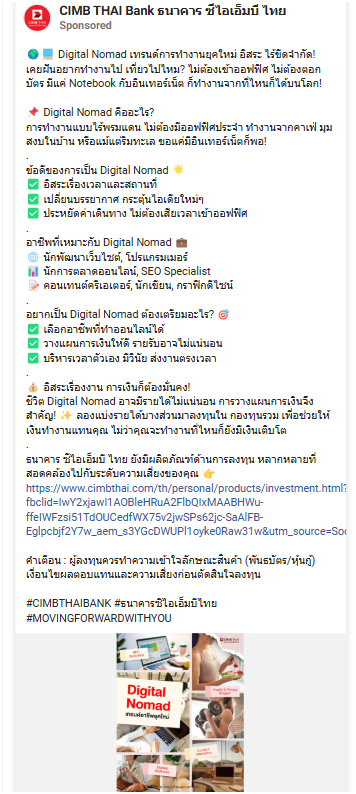 CIMB THAI Bank ธนาคาร ซีไอเอ็มบี ไทย
Sponsored
🌍 💻 Digital Nomad เทรนด์การทำงานยุคใหม่ อิสระ ไร้ขีดจำกัด!
เคยฝันอยากทำงานไป เที่ยวไปไหม? ไม่ต้องเข้าออฟฟิศ ไม่ต้องตอก
บัตร มีแค่ Notebook กับอินเทอร์เน็ต ก็ทำงานจากที่ไหนก็ได้บนโลก!
📌 Digital Nomad คืออะไร?
การทำงานแบบไร้พรมแดน ไม่ต้องมีออฟฟิศประจำ ทำงานจากคาเฟ่ มุม
สงบในบ้าน หรือแม้แต่ริมทะเล ขอแค่มีอินเทอร์เน็ตก็พอ!
.
ข้อดีของการเป็น Digital Nomad 🌟
✅ อิสระเรื่องเวลาและสถานที่
✅ เปลี่ยนบรรยากาศ กระตุ้นไอเดียใหม่ๆ
✅ ประหยัดค่าเดินทาง ไม่ต้องเสียเวลาเข้าออฟฟิศ
.
อาชีพที่เหมาะกับ Digital Nomad 💼
🌐 นักพัฒนาเว็บไซต์, โปรแกรมเมอร์
📊 นักการตลาดออนไลน์, SEO Specialist
📝 คอนเทนต์ครีเอเตอร์, นักเขียน, กราฟิกดีไซน์
.
อยากเป็น Digital Nomad ต้องเตรียมอะไร? 🎯
✅ เลือกอาชีพที่ทำออนไลน์ได้
✅ วางแผนการเงินให้ดี รายรับอาจไม่แน่นอน
✅ บริหารเวลาตัวเอง มีวินัย ส่งงานตรงเวลา
.
💰 อิสระเรื่องงาน การเงินก็ต้องมั่นคง!
ชีวิต Digital Nomad อาจมีรายได้ไม่แน่นอน การวางแผนการเงินจึง
สำคัญ! ✨ ลองแบ่งรายได้บางส่วนมาลงทุนใน กองทุนรวม เพื่อช่วยให้
เงินทำงานแทนคุณ ไม่ว่าคุณจะทำงานที่ไหนก็ยังมีเงินเติบโต
.
ธนาคาร ซีไอเอ็มบี ไทย ยังมีผลิตภัณฑ์ด้านการลงทุน หลากหลายที่
สอดคล้องไปกับระดับความเสี่ยงของคุณ 👉
https://www.cimbthai.com/th/personal/products/investment.html?
fbclid=IwY2xjawI1AOBleHRuA2FlbQIxMAABHWu-
ffeIWFzsi51TdOUCedfWX75v2jwSPs62jc-SaAlFB-
Eglpcbjf2Y7w_aem_s3YGcDWUPl1oyke0Raw31w&utm_source=Soc
คำเตือน : ผู้ลงทุนควรทำความเข้าใจลักษณะสินค้า (พันธบัตร/หุ้นกู้)
เงื่อนไขผลตอบแทนและความเสี่ยงก่อนตัดสินใจลงทุน
#CIMBTHAIBANK #ธนาคารซีไอเอ็มบีไทย
#MOVINGFORWARDWITHYOU
Digital
Nomad
เทรนด์อาชีพยุคใหม่